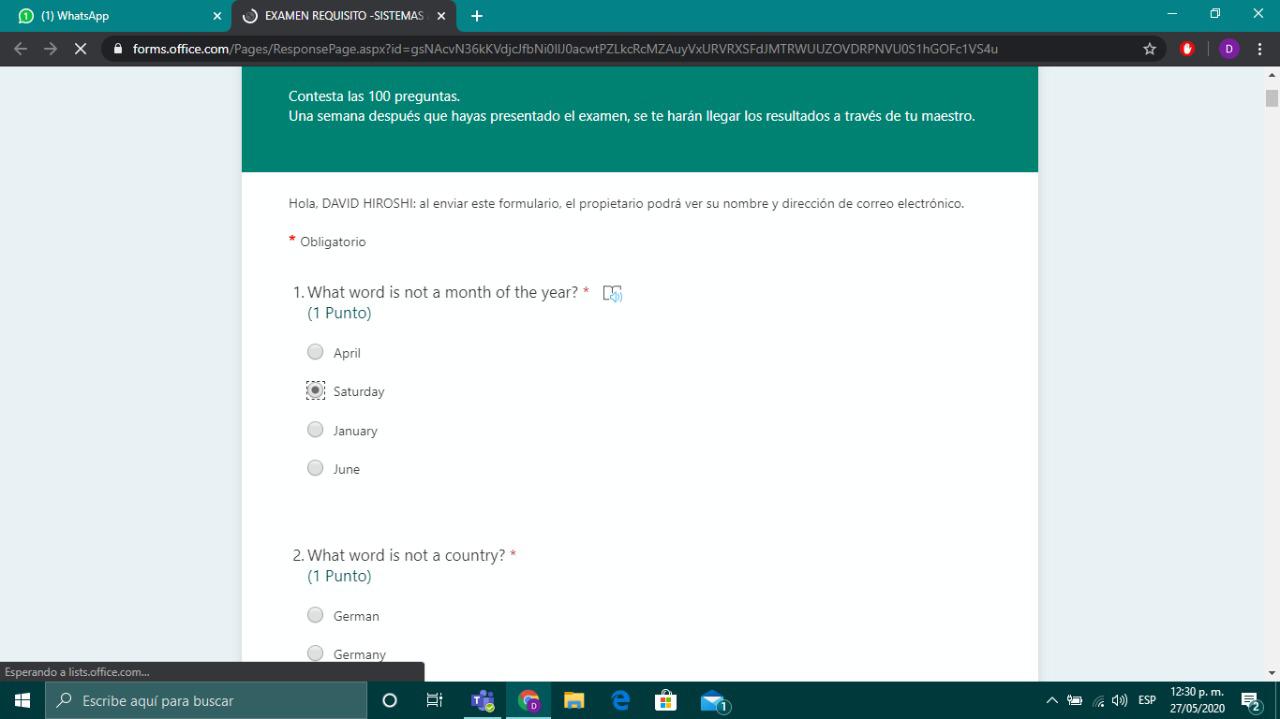 (1) WhatsApp
EXAMEN REQUISITO -SISTEMAS
forms.office.com/Pages/ResponsePage.aspx?id=gsNAcvN36kKVdjcJfbNi0IlJ0acwtPZLkcRcMZAuyVxURVRXSFdJMTRWUUZOVDRPNVU0S1hGOFc1VS4u
D
Contesta las 100 preguntas.
Una semana después que hayas presentado el examen, se te harán llegar los resultados a través de tu maestro.
Hola, DAVID HIROSHI: al enviar este formulario, el propietario podrá ver su nombre y dirección de correo electrónico.
* Obligatorio
1. What word is not a month of the year? *
(1 Punto)
April
Saturday
January
June
2. What word is not a country? *
(1 Punto)
German
Germany
Esperando a lists.office.com...
Escribe aquí para buscar
D
1
ESP
12:30 p. m.
27/05/2020
2